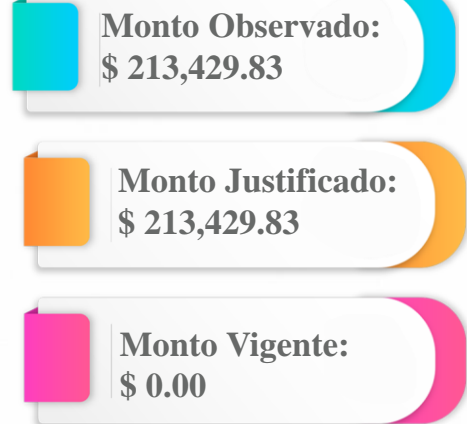 Monto Observado:
$ 213,429.83
Monto Justificado:
$ 213,429.83
Monto Vigente:
$ 0.00